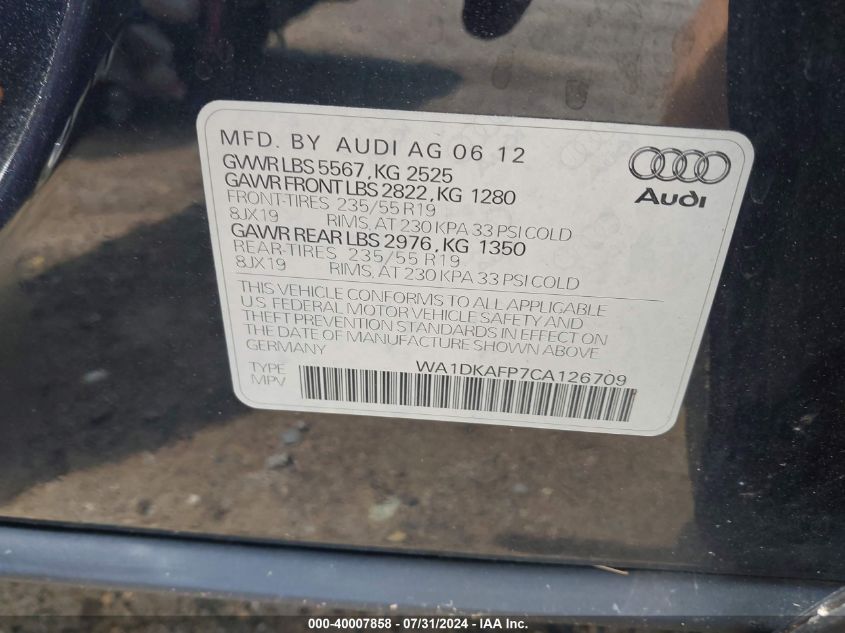 MFD. BY AUDI AG 06 12
GVWR LBS 5567, KG 2525
GAWR FRONT LBS 2822, KG 1280
FRONT-TIRES 235/55 R19
8JX19 RIMS, AT 230 KPA 33 PSI COLD
GAWR REAR LBS 2976, KG 1350
REAR-TIRES 235/55 R19
8JX19 RIMS, AT 230 KPA 33 PSI COLD
Audi
THIS VEHICLE CONFORMS TO ALL APPLICABLE
U.S. FEDERAL MOTOR VEHICLE SAFETY AND
THEFT PREVENTION STANDARDS IN EFFECT ON
THE DATE OF MANUFACTURE SHOWN ABOVE
GERMANY
TYPE WA1DKAFP7CA126709
MPV
000-40007858 - 07/31/2024 - IAAI Corp.